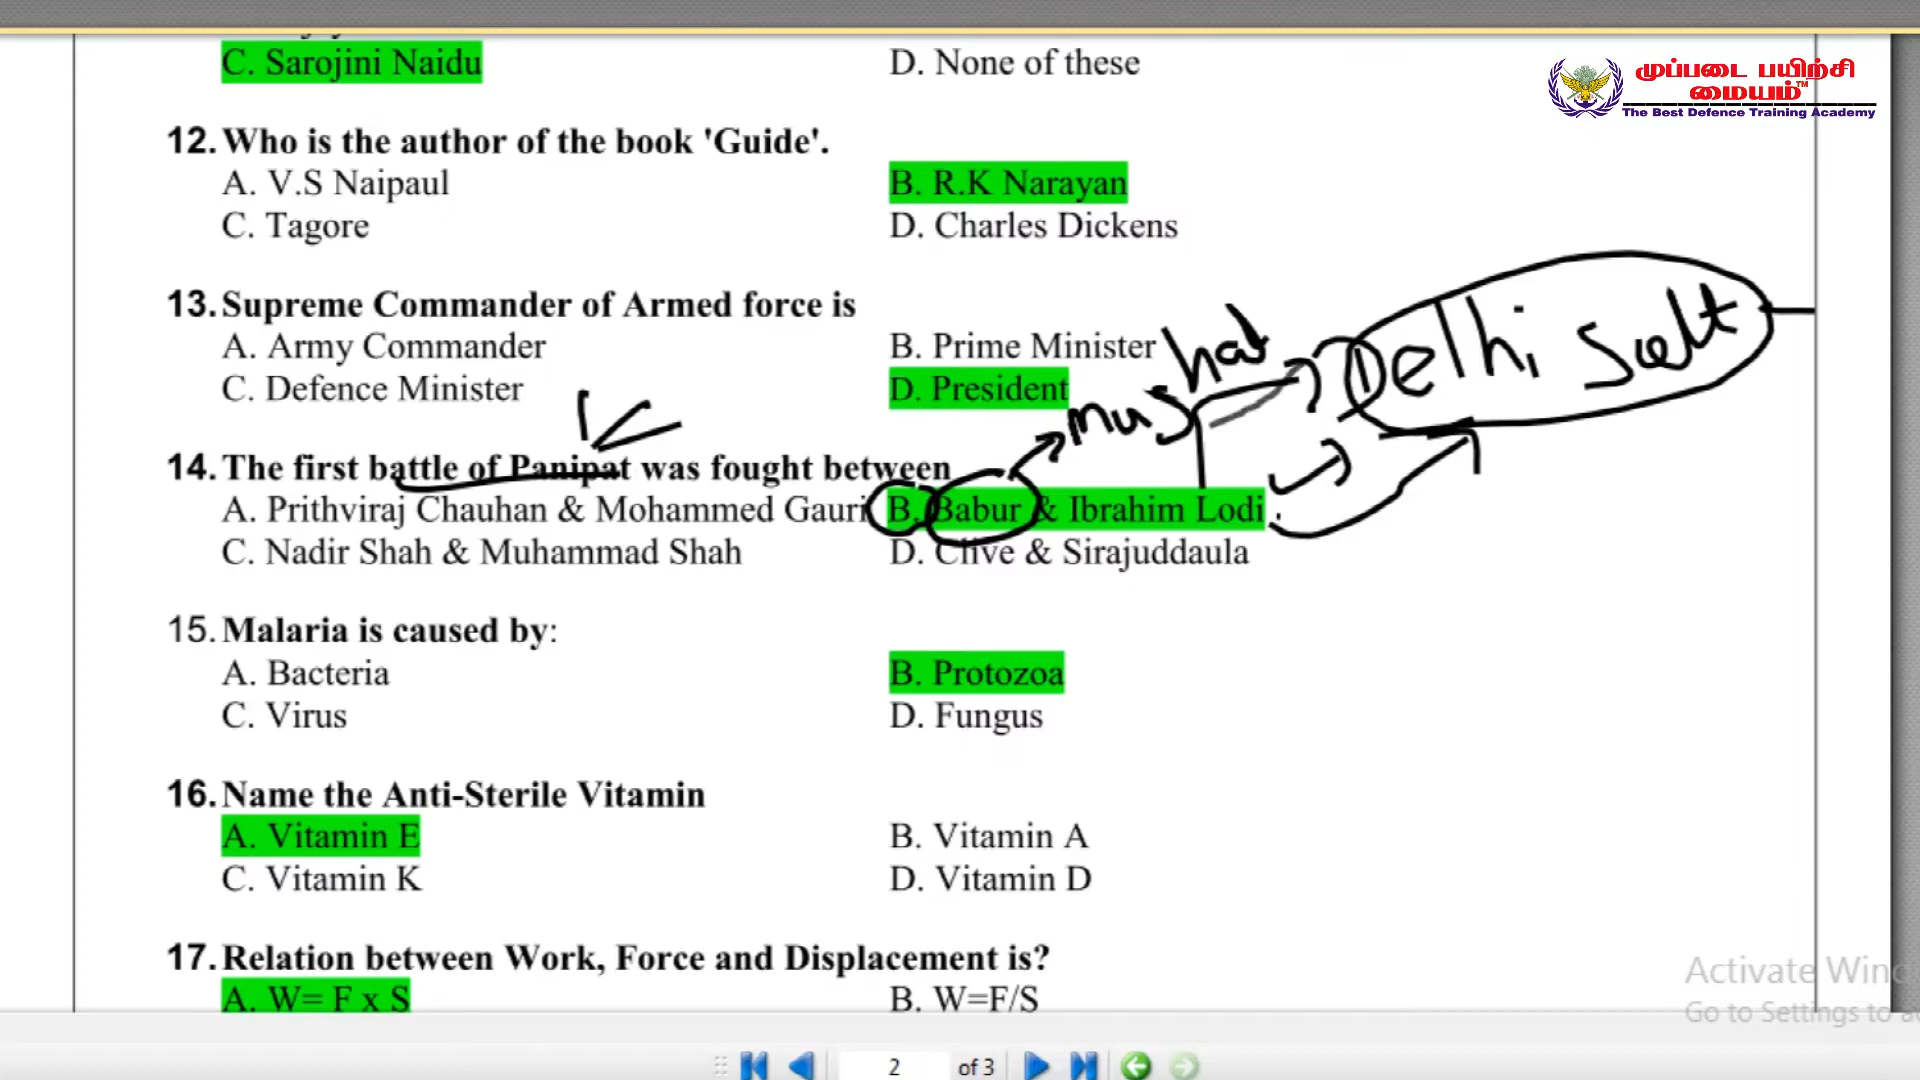 C. Sarojini Naidu
D. None of these
முப்படை பயிற்சி
மையம்™
The Best Defence Training Academy
12. Who is the author of the book 'Guide'.
A. V.S Naipaul
B. R.K Narayan
C. Tagore
D. Charles Dickens
13. Supreme Commander of Armed force is
A. Army Commander
B. Prime Minister
C. Defence Minister
D. President
Delhi
14. The first battle of Panipat was fought between
A. Prithviraj Chauhan & Mohammed Gauri
B. Babur & Ibrahim Lodi
C. Nadir Shah & Muhammad Shah
D. Clive & Sirajuddaula
15. Malaria is caused by:
A. Bacteria
B. Protozoa
C. Virus
D. Fungus
16. Name the Anti-Sterile Vitamin
A. Vitamin E
B. Vitamin A
C. Vitamin K
D. Vitamin D
17. Relation between Work, Force and Displacement is?
A. W= F x S
B. W=F/S
Activate Wind
Go to Settings to a
2 of 3